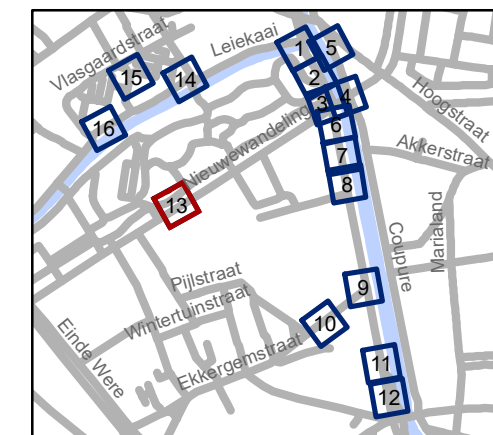 Vlasgaardstraat
Leiekaai
1
5
2
15
14
3
4
Hoogstraat
16
6
Nieuwewandeling
7
Akkerstraat
8
13
Marialand
Coupure
Pijlstraat
9
Wintertuinstraat
10
Einde Were
Ekkergemstraat
11
12